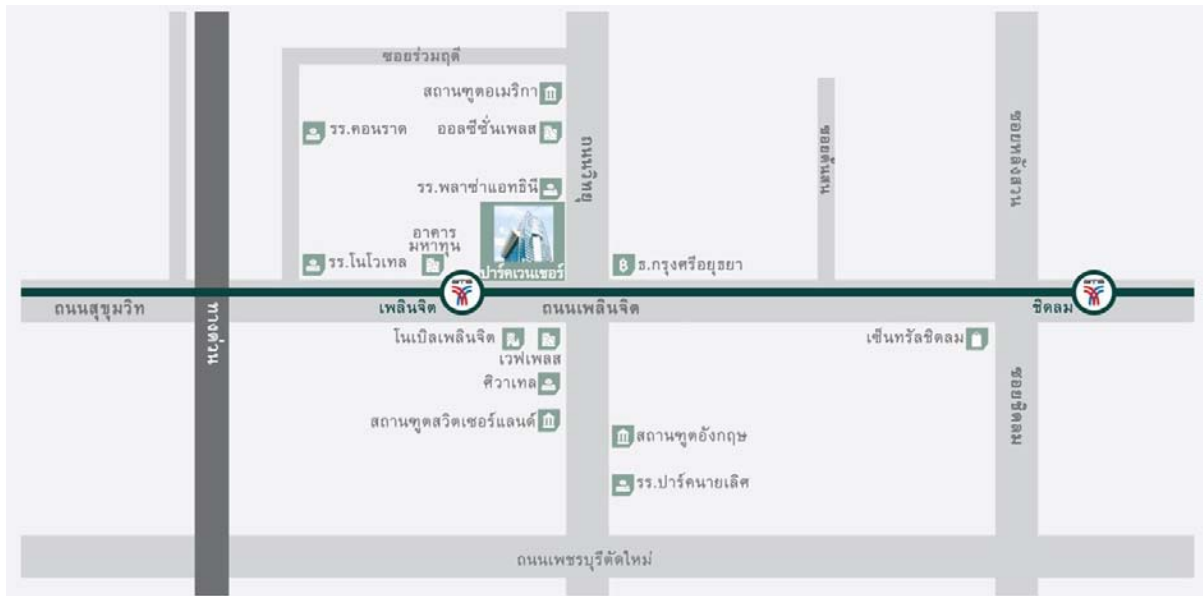 ซอยร่วมฤดี
สถานฑูตอเมริกา
รร.คอนราด
ออลซีซั่นเพลส
ถนนวิทยุ
ซอยต้นสน
ซอยหลังสวน
รร.พลาซ่าแอทธินี
อาคาร
มหาทุน
รร.โนโวเทล
ปาร์คเวนเชอร์
ธ.กรุงศรีอยุธยา
BTS
BTS
ถนนสุขุมวิท
ทางด่วน
เพลินจิต
ถนนเพลินจิต
ชิดลม
โนเบิลเพลินจิต
เวฟเพลส
เซ็นทรัลชิดลม
ศิวาเทล
ซอยชิดลม
สถานฑูตสวิตเซอร์แลนด์
สถานฑูตอังกฤษ
รร.ปาร์คนายเลิศ
ถนนเพชรบุรีตัดใหม่